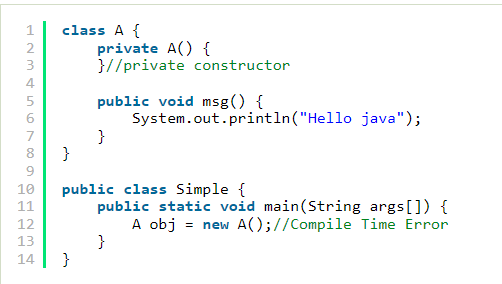 1 class A {
2     private A() {
3     }//private constructor
4
5     public void msg() {
6         System.out.println("Hello java");
7     }
8 }
9
10 public class Simple {
11     public static void main(String args[]) {
12         A obj = new A();//Compile Time Error
13     }
14 }